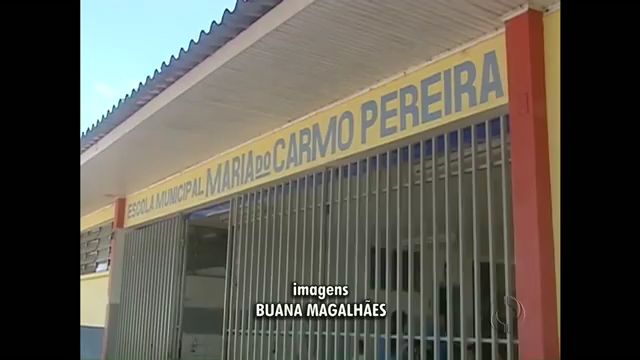 ESCOLA MUNICIPAL MARIA DO CARMO PEREIRA
imagens
BUANA MAGALHÃES